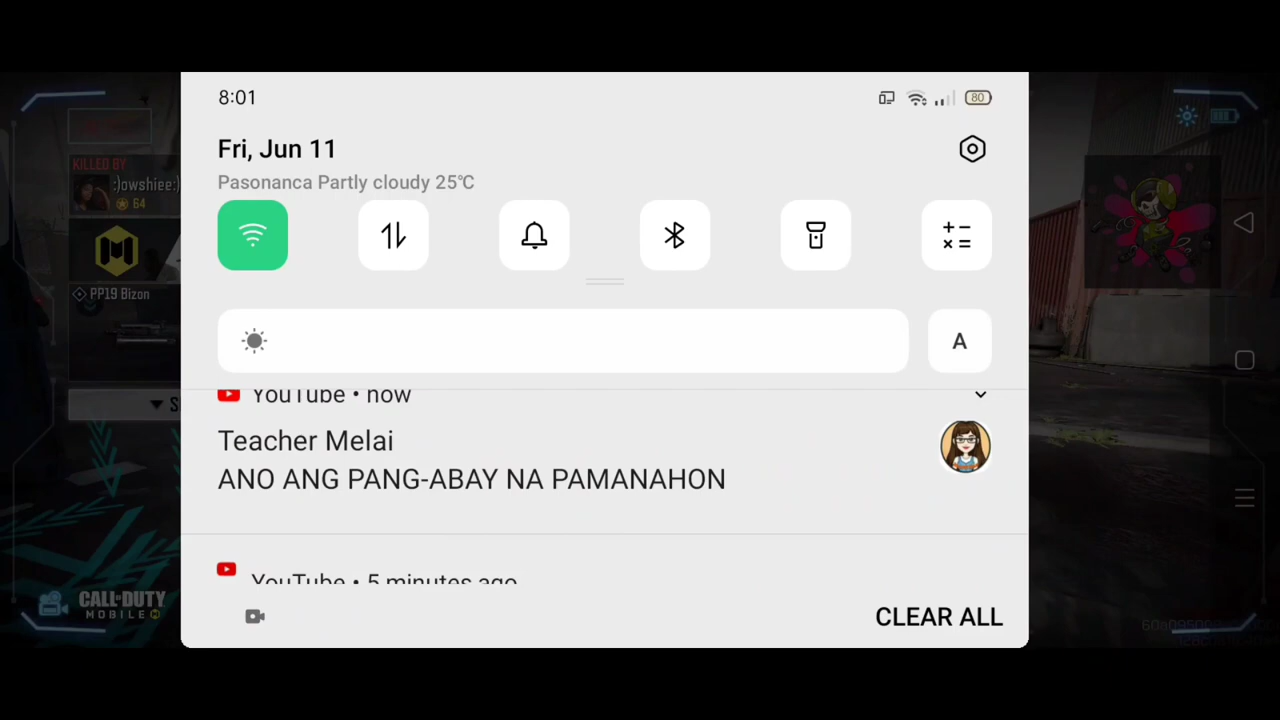 8:01
80
Fri, Jun 11
Pasonanca Partly cloudy 25℃
A
YouTube • now
Teacher Melai
ANO ANG PANG-ABAY NA PAMANAHON
YouTube • 5 minutes ago
CLEAR ALL
KILLED BY
:)owshiee:)
64
PP19 Bizon
S
CALL OF DUTY
MOBILE